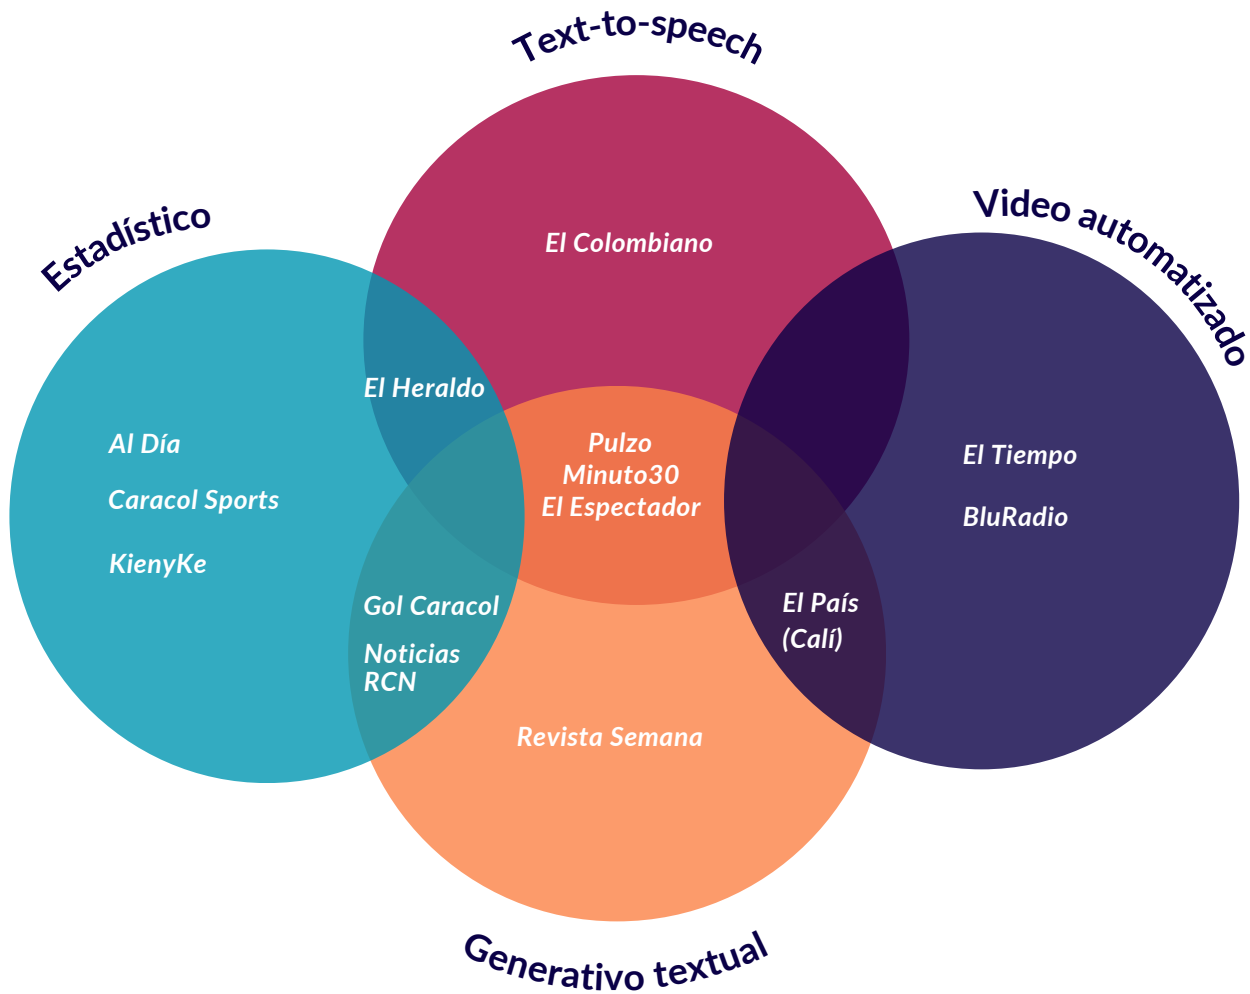 Text-to-speech
Estadístico
Video automatizado
El Colombiano
El Heraldo
Al Día
Caracol Sports
KienyKe
Pulzo
Minuto30
El Espectador
El Tiempo
BluRadio
Gol Caracol
Noticias
RCN
El País
(Calí)
Revista Semana
Generativo textual